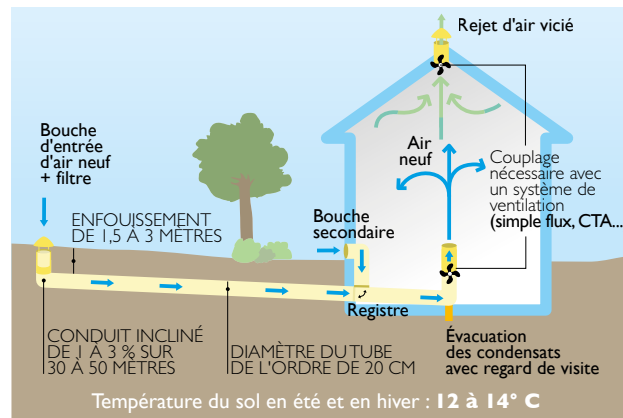 Rejet d'air vicié
Bouche
d'entrée
d'air neuf
+ filtre
Air
neuf
Couplage
nécessaire avec
un système de
ventilation
(simple flux, CTA...
ENFOUISSEMENT
DE 1,5 À 3 MÈTRES
Bouche
secondaire
Registre
CONDUIT INCLINÉ
DE 1 À 3 % SUR
30 À 50 MÈTRES
DIAMÈTRE DU TUBE
DE L'ORDRE DE 20 CM
Évacuation
des condensats
avec regard de visite
Température du sol en été et en hiver : 12 à 14° C